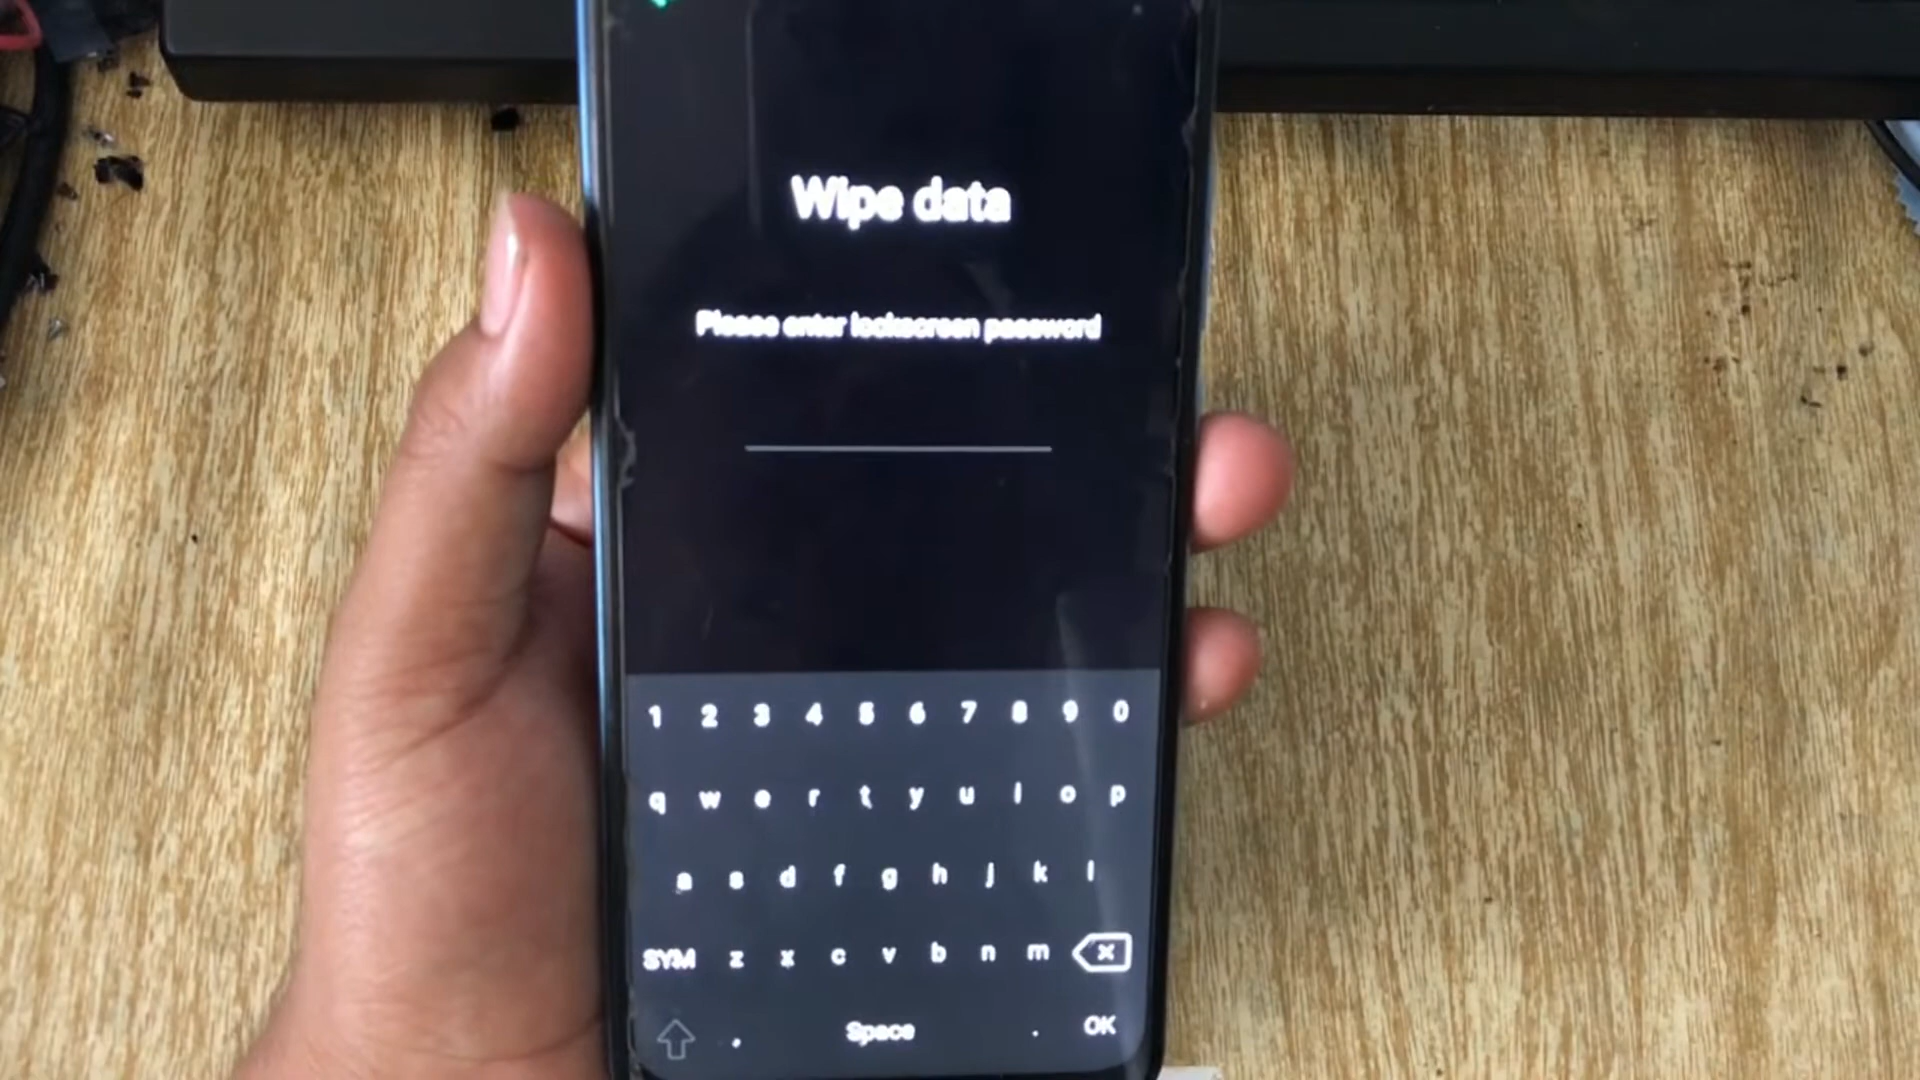 Wipe data
Please enter lockscreen password
1 2 3 4 5 6 7 8 9 0
q w e r t y u i o p
a s d f g h j k l
SYM z x c v b n m
, Space . OK